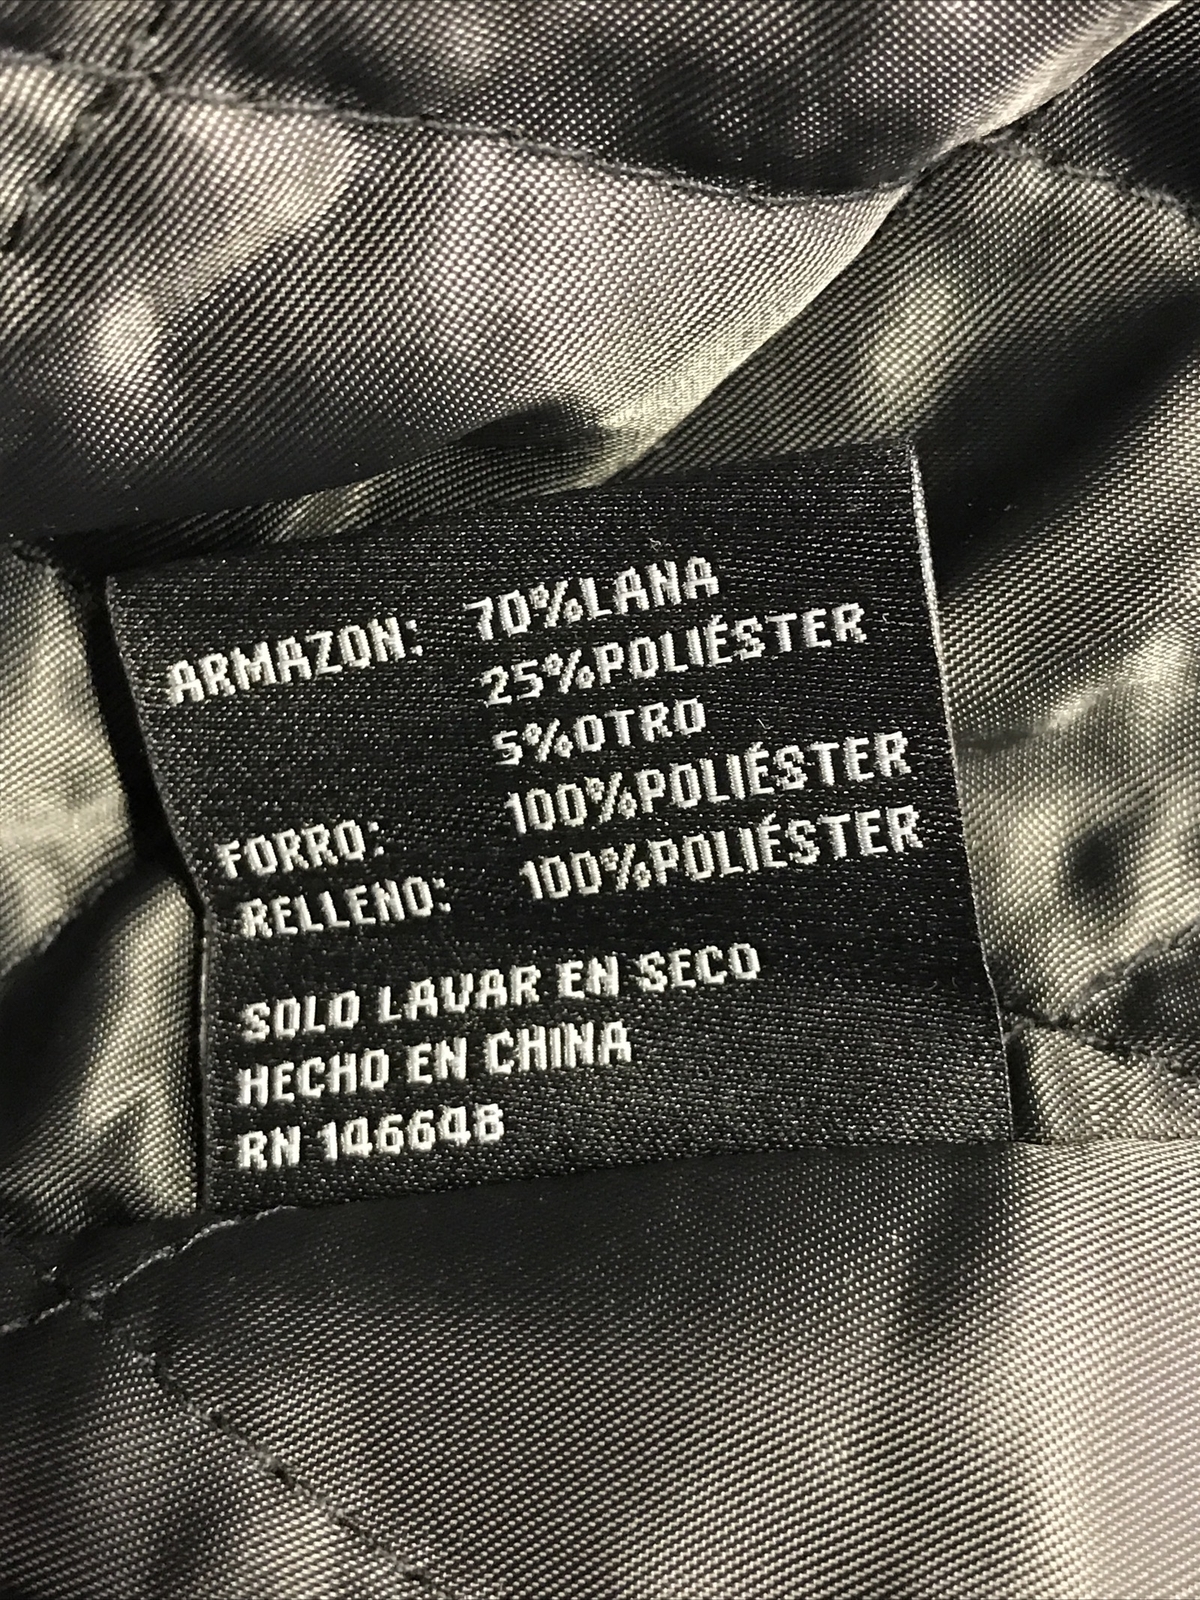 ARMAZON: 70%LANA
25%POLIÉSTER
5%OTRO
FORRO: 100%POLIÉSTER
RELLENO: 100%POLIÉSTER
SOLO LAVAR EN SECO
HECHO EN CHINA
RN 146648